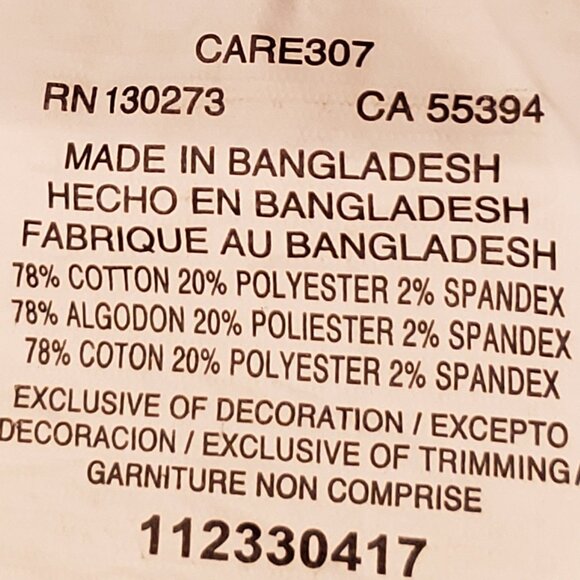 CARE307
RN 130273 CA 55394
MADE IN BANGLADESH
HECHO EN BANGLADESH
FABRIQUE AU BANGLADESH
78% COTTON 20% POLYESTER 2% SPANDEX
78% ALGODON 20% POLIESTER 2% SPANDEX
78% COTON 20% POLYESTER 2% SPANDEX
EXCLUSIVE OF DECORATION / EXCEPTO
DECORACION / EXCLUSIVE OF TRIMMING/
GARNITURE NON COMPRISE
112330417